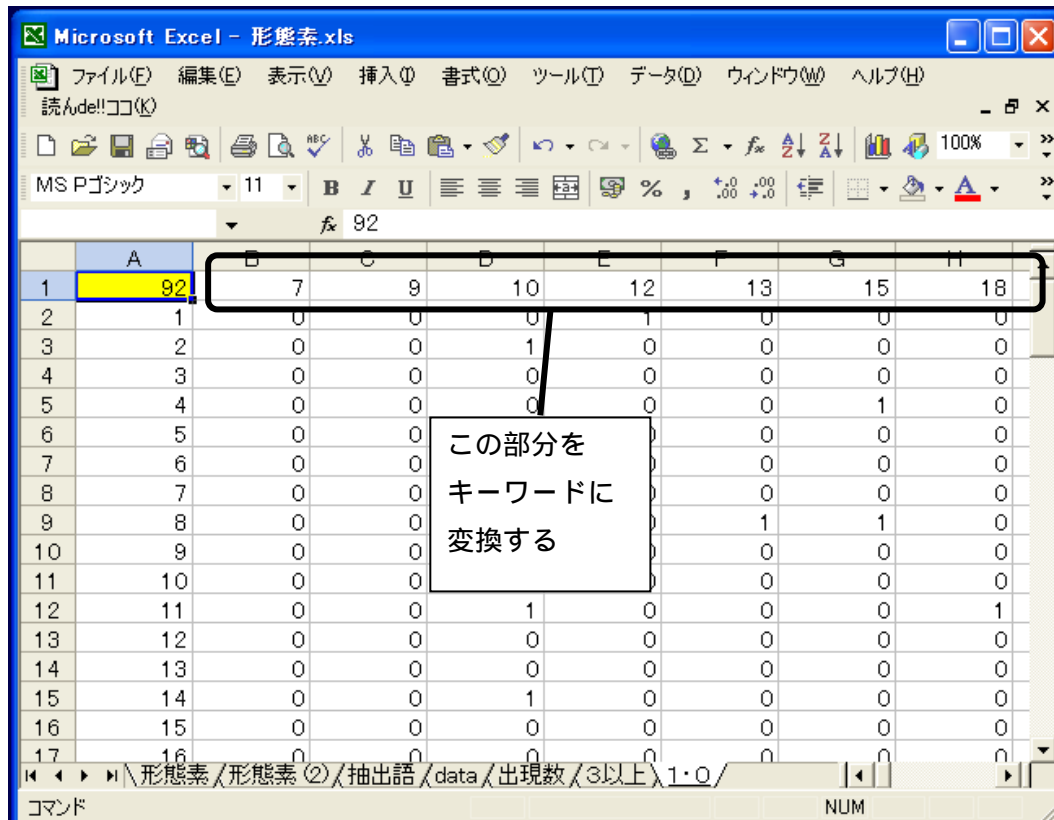 Microsoft Excel - 形態素.xls
ファイル(F) 編集(E) 表示(V) 挿入(I) 書式(O) ツール(T) データ(D) ウィンドウ(W) ヘルプ(H)
読んde!!ココ(K)
ABC Σ fx A Z Z A 100%
MS Pゴシック 11 B I U % , .0 .00 .00 .0 A
fx 92
A B C D E F G H
1 92 7 9 10 12 13 15 18
2 1 0 0 0 1 0 0 0
3 2 0 0 1 0 0 0 0
4 3 0 0 0 0 0 0 0
5 4 0 0 0 0 0 1 0
6 5 0 0 0 0 0
7 6 0 0 0 0 0
8 7 0 0 0 0 0
9 8 0 0 1 1 0
10 9 0 0 0 0 0
11 10 0 0 0 0 0
12 11 0 0 1 0 0 0 1
13 12 0 0 0 0 0 0 0
14 13 0 0 0 0 0 0 0
15 14 0 0 1 0 0 0 0
16 15 0 0 0 0 0 0 0
17 16 0 0 0 0 0 0 0
この部分を
キーワードに
変換する
形態素 形態素 (2) 抽出語 data 出現数 3以上 1・0
コマンド NUM